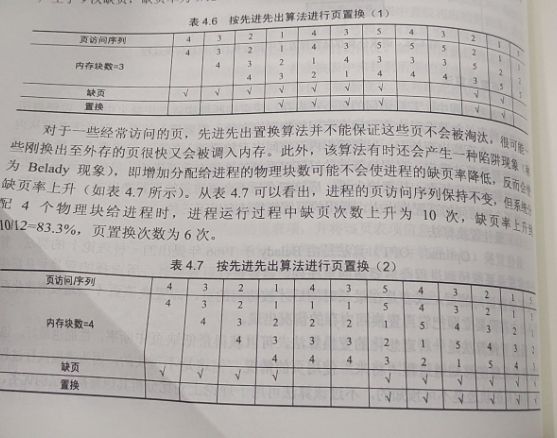 表 4.6 按先进先出算法进行页置换（1）
页访问序列 4 3 2 1 4 3 5 4 3 2 1 5
内存块数=3 4 3 2 1 4 3 5 5 5 2 1
4 3 2 1 4 3 3 3 5 2
4 3 2 1 4 4 4 3 5 5
缺页 √ √ √ √ √ √ √ √ √
置换 √ √ √ √ √ √
对于一些经常访问的页，先进先出置换算法并不能保证这些页不会被淘汰，很可能
些刚换出至外存的页很快又会被调入内存。此外，该算法有时还会产生一种陷阱现象
为 Belady 现象），即增加分配给进程的物理块数可能不会使进程的缺页率降低，反而会
缺页率上升（如表 4.7 所示）。从表 4.7 可以看出，进程的页访问序列保持不变，但系统
配 4 个物理块给进程时，进程运行过程中缺页次数上升为 10 次，缺页率上升
10/12=83.3%，页置换次数为 6 次。
表 4.7 按先进先出算法进行页置换（2）
页访问序列 4 3 2 1 4 3 5 4 3 2 1
内存块数=4 4 3 2 1 1 1 5 4 3 2 1
4 3 2 2 2 1 5 4 3 2
4 3 3 3 2 1 5 4 3
4 4 4 3 2 1 5 4
缺页 √ √ √ √ √ √ √ √ √ √
置换 √ √ √ √ √ √